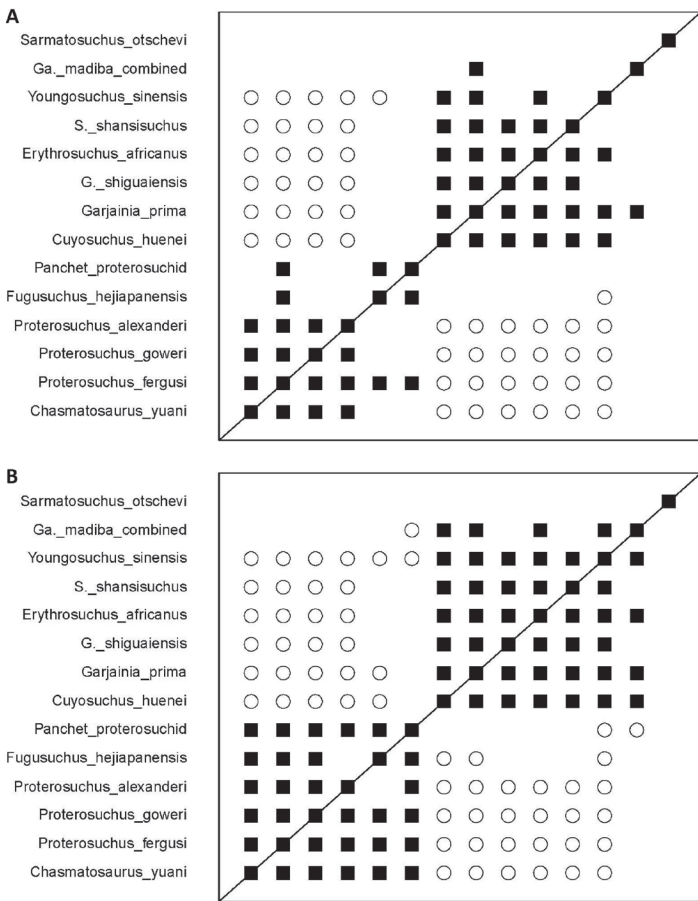 A
Sarmatosuchus_otschevi
Ga._madiba_combined
Youngosuchus_sinensis
S._shansisuchus
Erythrosuchus_africanus
G._shiguaiensis
Garjainia_prima
Cuyosuchus_huenei
Panchet_proterosuchid
Fugusuchus_hejiapanensis
Proterosuchus_alexanderi
Proterosuchus_goweri
Proterosuchus_fergusi
Chasmatosaurus_yuani
B
Sarmatosuchus_otschevi
Ga._madiba_combined
Youngosuchus_sinensis
S._shansisuchus
Erythrosuchus_africanus
G._shiguaiensis
Garjainia_prima
Cuyosuchus_huenei
Panchet_proterosuchid
Fugusuchus_hejiapanensis
Proterosuchus_alexanderi
Proterosuchus_goweri
Proterosuchus_fergusi
Chasmatosaurus_yuani